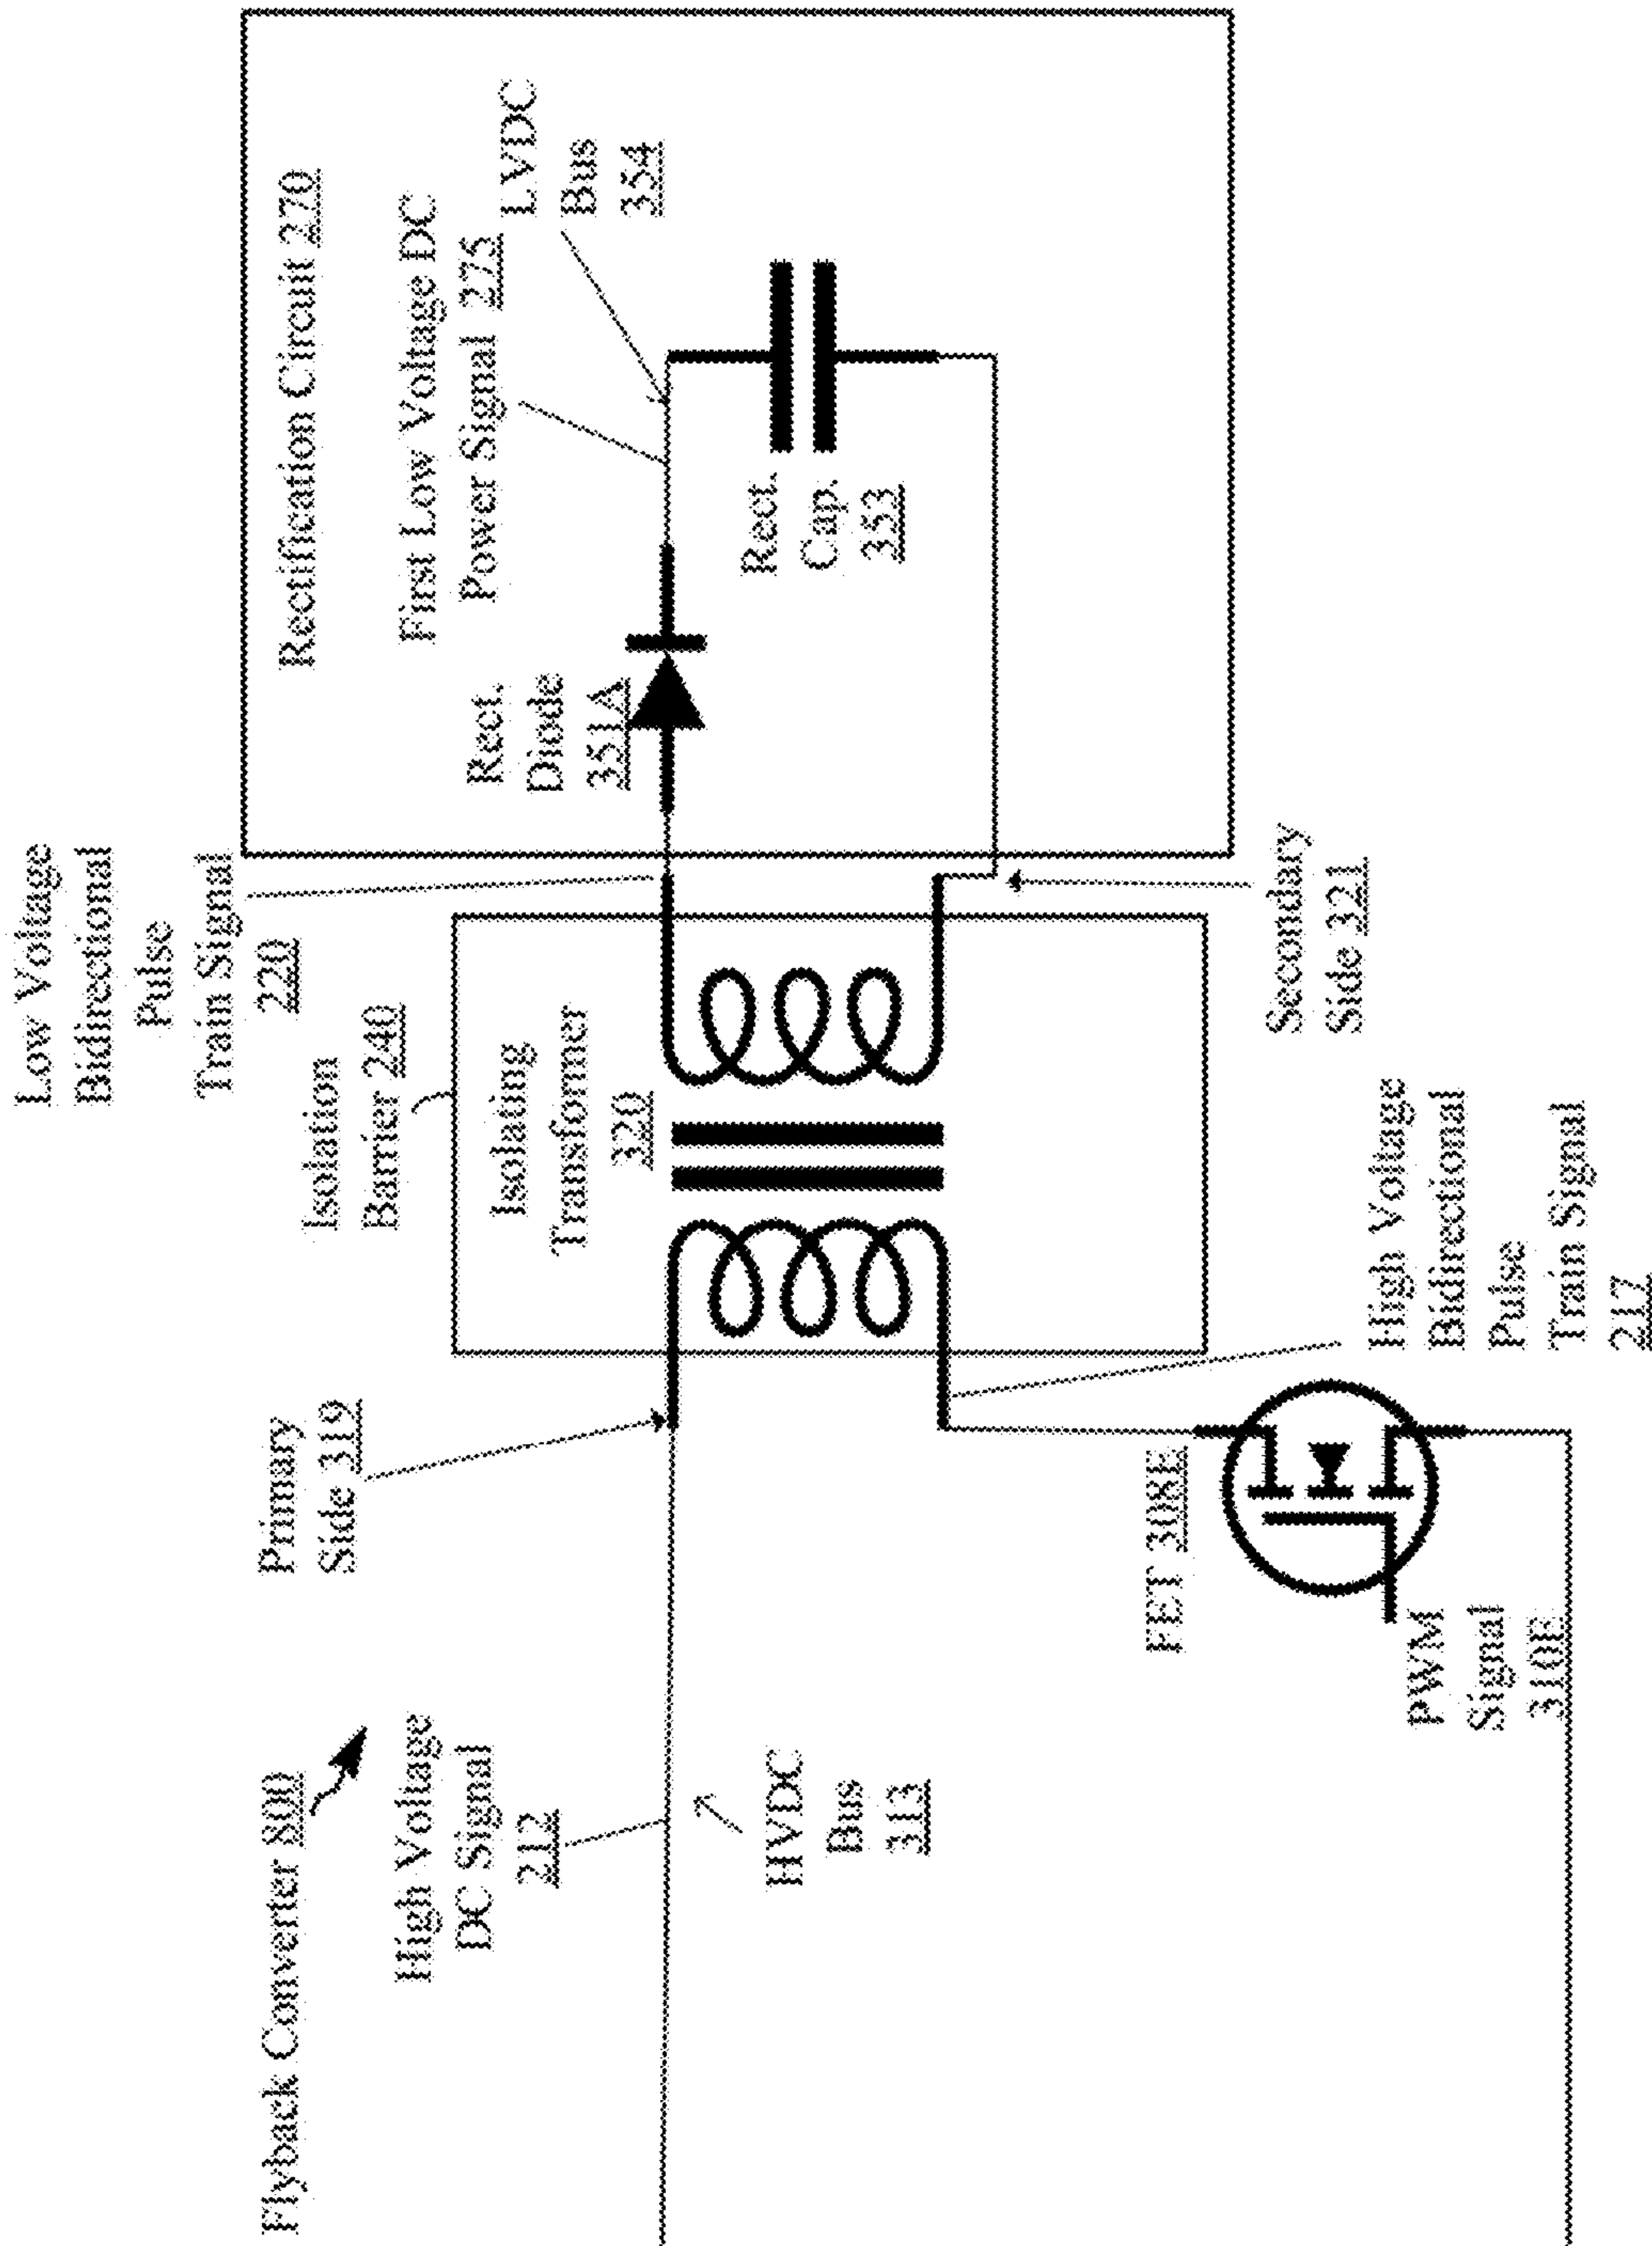 Flyback Converter 800
High Voltage
DC Signal
212
HVDC
Bus
313
Primary
Side 319
FET 308E
PWM
Signal
310E
Isolation
Barrier 240
Isolating
Transformer
320
High Voltage
Bidirectional
Pulse
Train Signal
217
Low Voltage
Bidirectional
Pulse
Train Signal
220
Secondary
Side 321
Rectification Circuit 270
First Low Voltage DC
Power Signal 275
LVDC
Bus
354
Rect.
Diode
351A
Rect.
Cap.
353